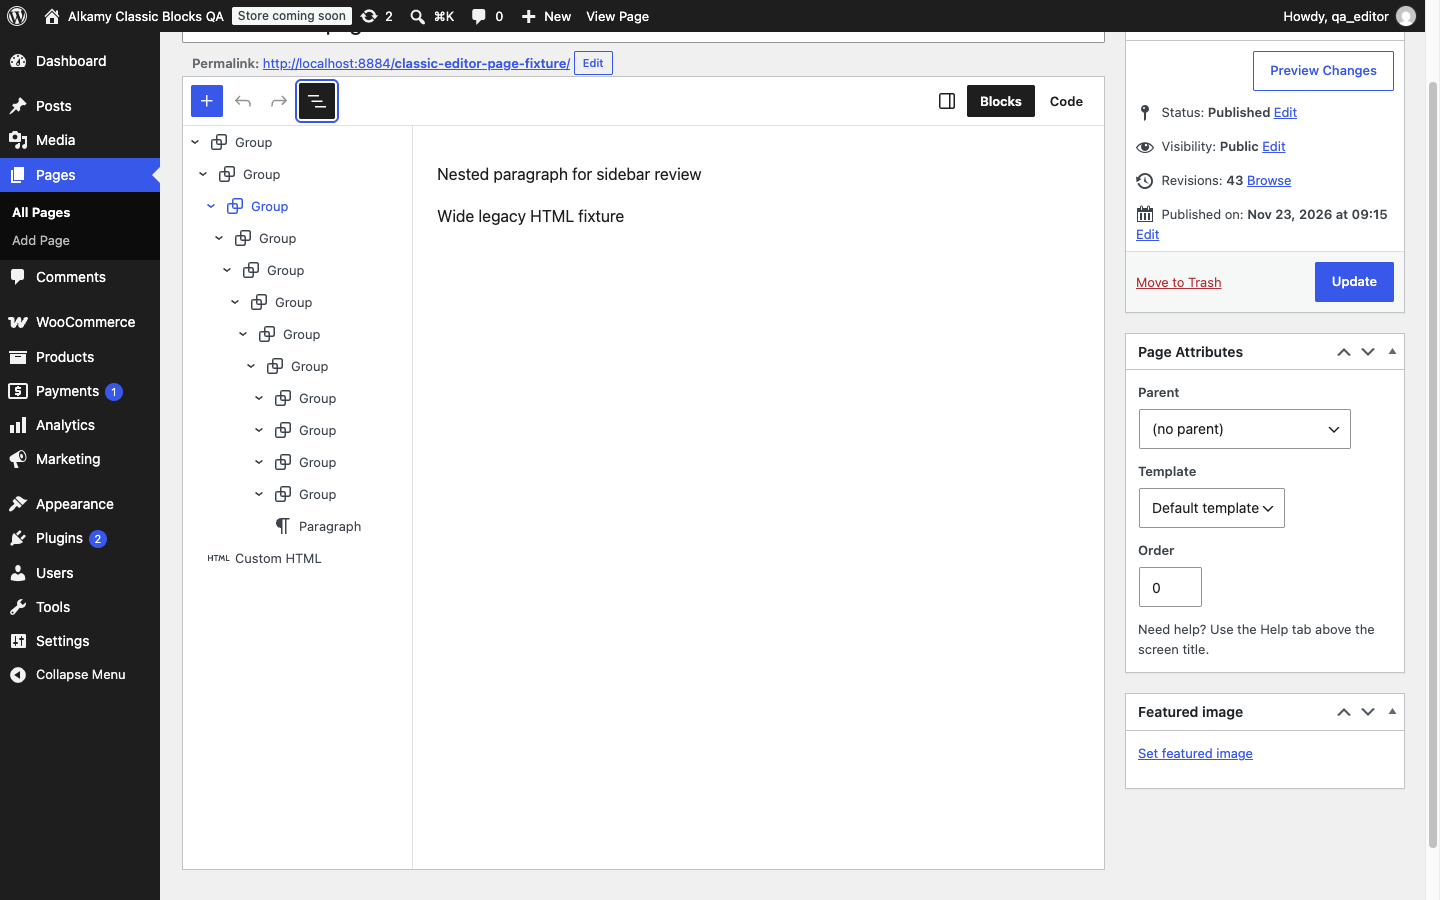 Alkamy Classic Blocks QA
Store coming soon
2
⌘K
0
New
View Page
Howdy, qa_editor
Dashboard
Posts
Media
Pages
All Pages
Add Page
Comments
WooCommerce
Products
Payments 1
Analytics
Marketing
Appearance
Plugins 2
Users
Tools
Settings
Collapse Menu
Permalink: http://localhost:8884/classic-editor-page-fixture/ Edit
Blocks
Code
Group
Group
Group
Group
Group
Group
Group
Group
Group
Group
Group
Group
Paragraph
HTML Custom HTML
Nested paragraph for sidebar review
Wide legacy HTML fixture
Preview Changes
Status: Published Edit
Visibility: Public Edit
Revisions: 43 Browse
Published on: Nov 23, 2026 at 09:15
Edit
Move to Trash
Update
Page Attributes
Parent
(no parent)
Template
Default template
Order
0
Need help? Use the Help tab above the
screen title.
Featured image
Set featured image